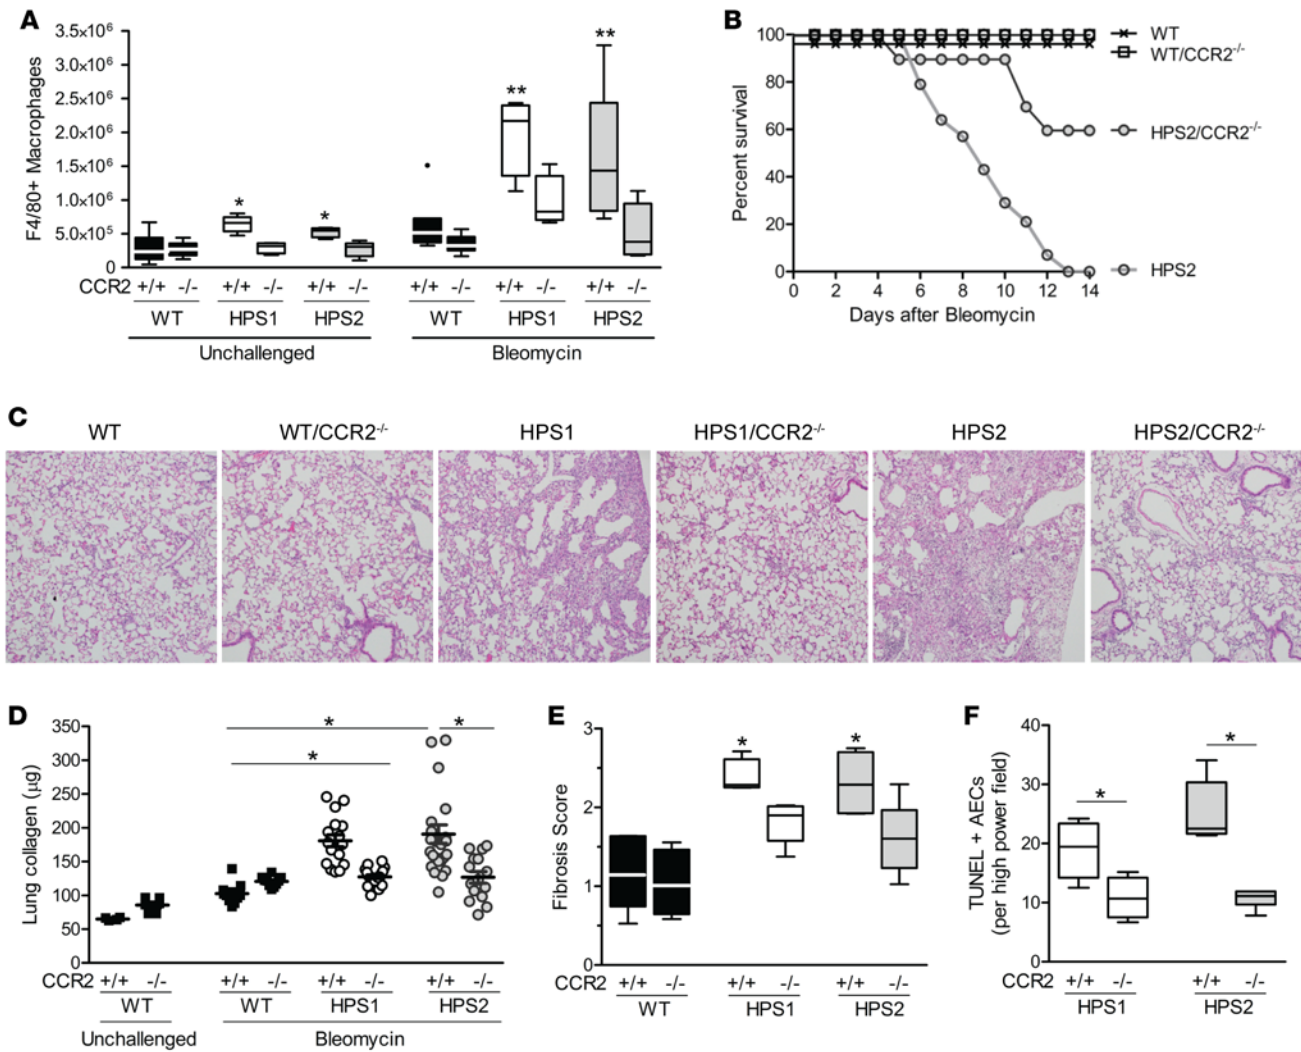 A
F4/80+ Macrophages
3.5x10⁶
3.0x10⁶
2.5x10⁶
2.0x10⁶
1.5x10⁶
1.0x10⁶
5.0x10⁵
0
* * ** **
CCR2 +/+ -/- +/+ -/- +/+ -/- +/+ -/- +/+ -/- +/+ -/-
WT HPS1 HPS2 WT HPS1 HPS2
Unchallenged Bleomycin
B
Percent survival
100
80
60
40
20
0
0 2 4 6 8 10 12 14
Days after Bleomycin
WT
WT/CCR2⁻/⁻
HPS2/CCR2⁻/⁻
HPS2
C
WT WT/CCR2⁻/⁻ HPS1 HPS1/CCR2⁻/⁻ HPS2 HPS2/CCR2⁻/⁻
D
Lung collagen (µg)
350
300
250
200
150
100
50
0
* * *
CCR2 +/+ -/- +/+ -/- +/+ -/- +/+ -/-
WT WT HPS1 HPS2
Unchallenged Bleomycin
E
Fibrosis Score
3
2
1
0
* *
CCR2 +/+ -/- +/+ -/- +/+ -/-
WT HPS1 HPS2
F
TUNEL + AECs
(per high power field)
40
30
20
10
0
* *
CCR2 +/+ -/- +/+ -/-
HPS1 HPS2